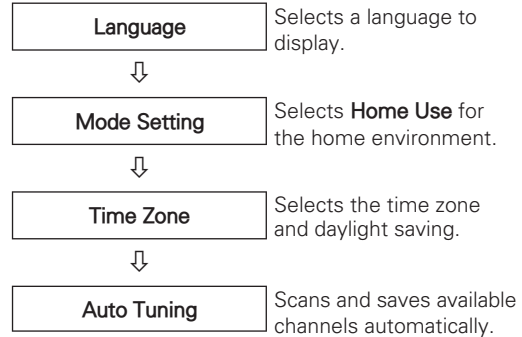 Language
Selects a language to
display.
Mode Setting
Selects Home Use for
the home environment.
Time Zone
Selects the time zone
and daylight saving.
Auto Tuning
Scans and saves available
channels automatically.